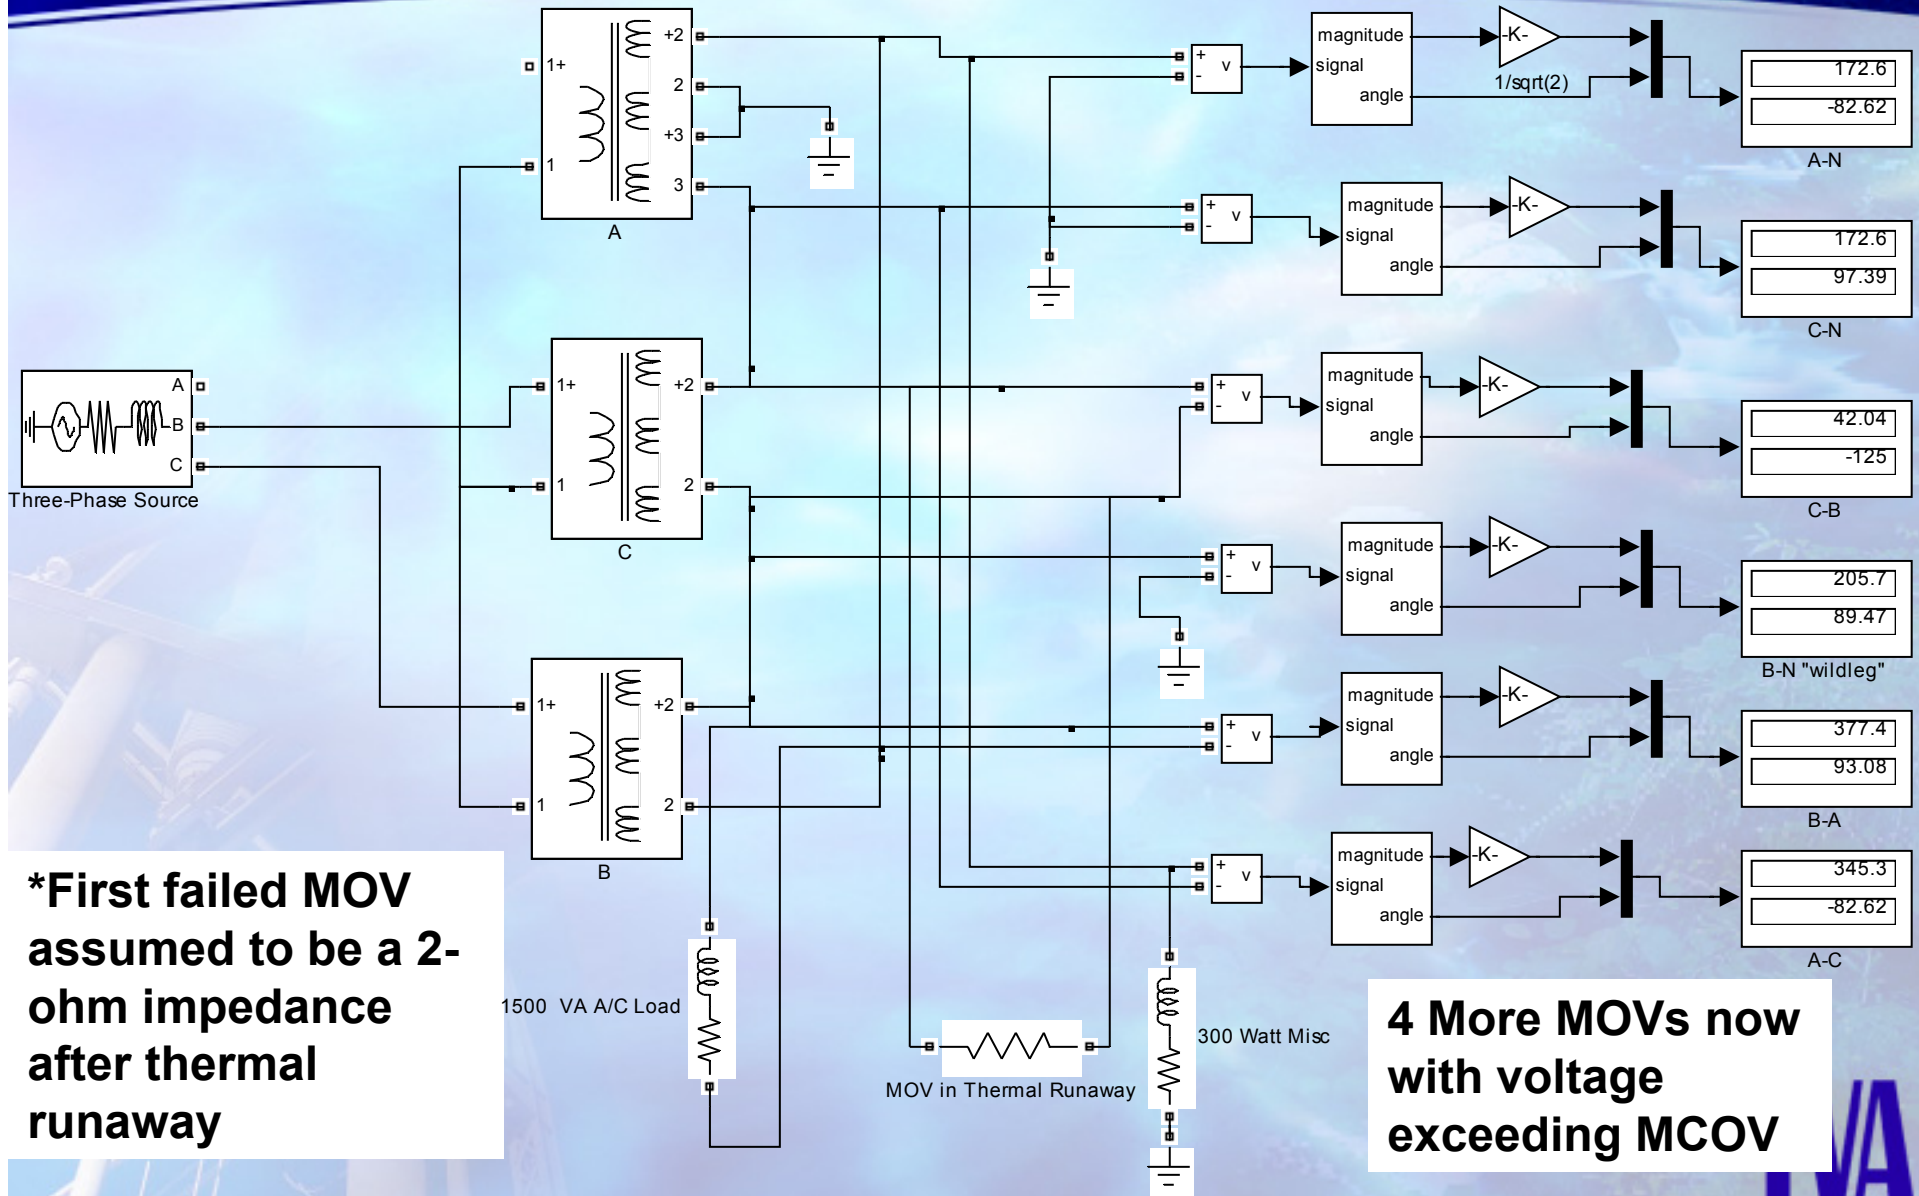 +2
1+
2
+3
1
3
A
magnitude
signal
angle
-K-
1/sqrt(2)
+
-
v
172.6
-82.62
A-N
+
-
v
magnitude
signal
angle
-K-
172.6
97.39
C-N
A
B
C
Three-Phase Source
1+
+2
1
2
C
+
-
v
magnitude
signal
angle
-K-
42.04
-125
C-B
+
-
v
magnitude
signal
angle
-K-
205.7
89.47
B-N "wildleg"
1+
+2
1
2
B
+
-
v
magnitude
signal
angle
-K-
377.4
93.08
B-A
+
-
v
magnitude
signal
angle
-K-
345.3
-82.62
A-C
*First failed MOV
assumed to be a 2-
ohm impedance
after thermal
runaway
1500 VA A/C Load
MOV in Thermal Runaway
300 Watt Misc
4 More MOVs now
with voltage
exceeding MCOV